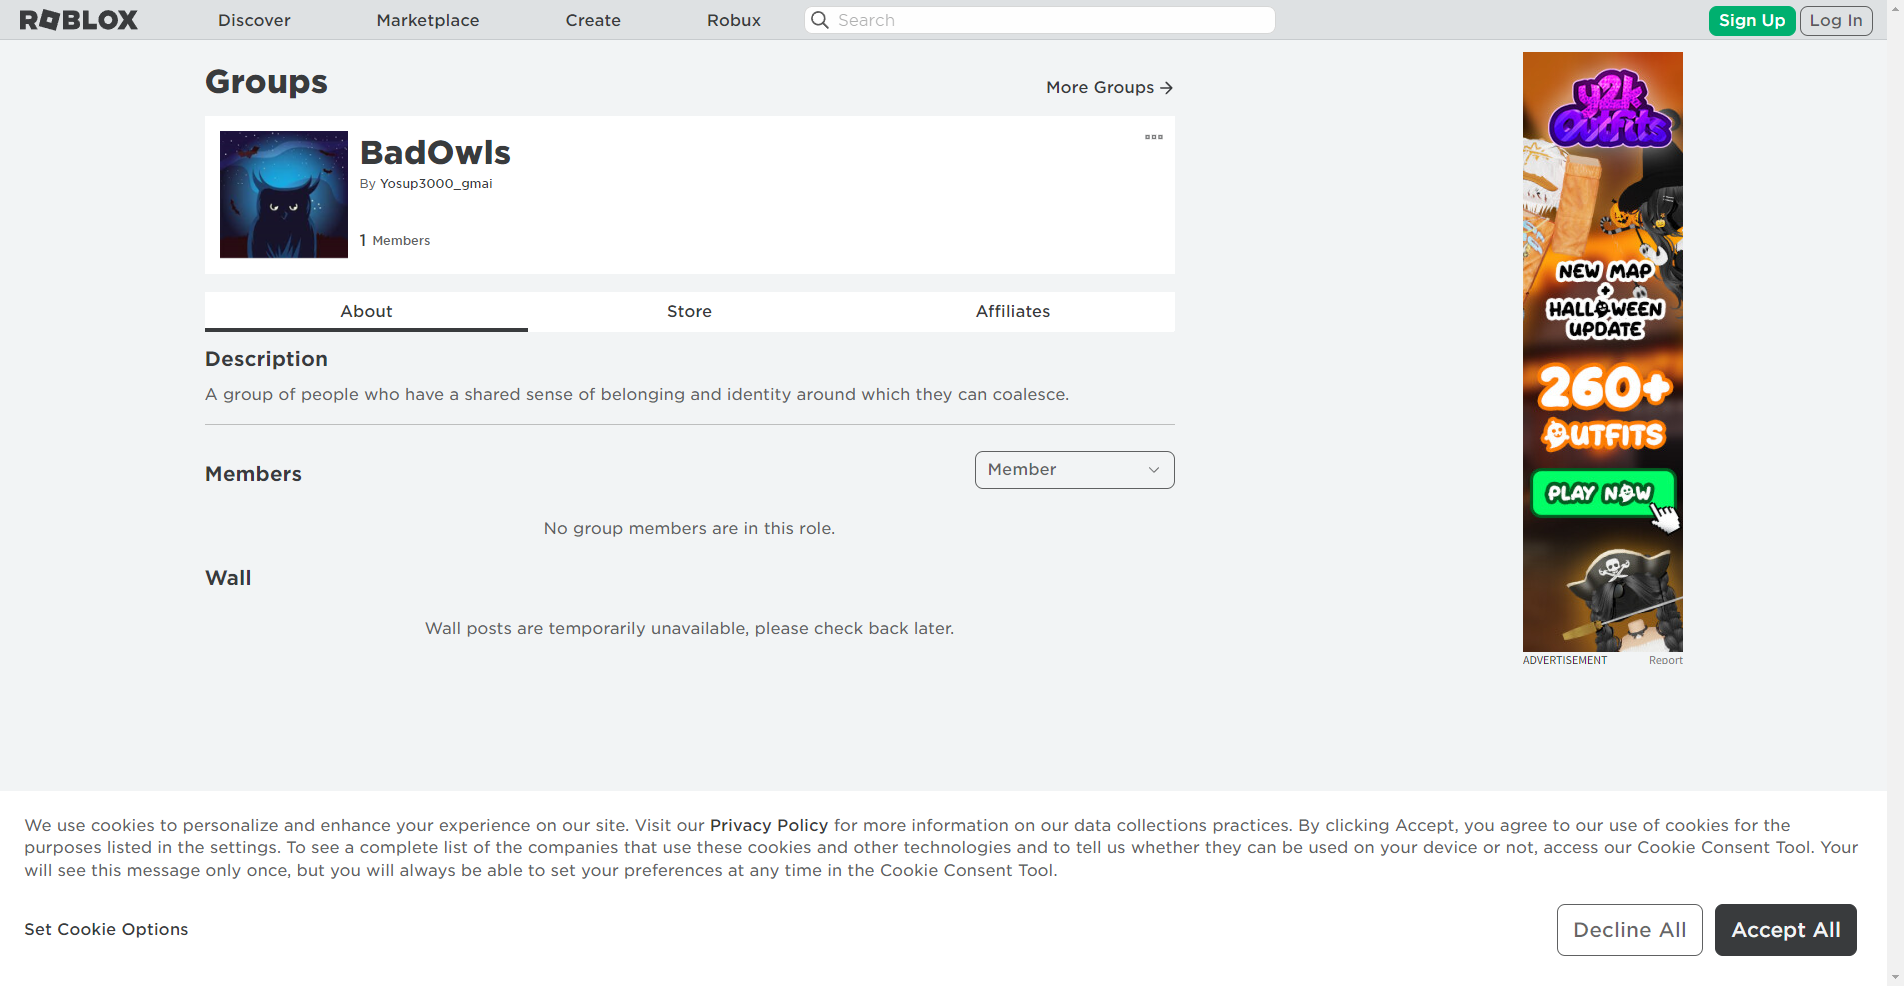 ROBLOX
Discover
Marketplace
Create
Robux
Search
Sign Up
Log In
Groups
More Groups
BadOwls
By Yosup3000_gmai
1 Members
About
Store
Affiliates
Description
A group of people who have a shared sense of belonging and identity around which they can coalesce.
Members
Member
No group members are in this role.
Wall
Wall posts are temporarily unavailable, please check back later.
y2k
Outfits
NEW MAP
+
HALLOWEEN
UPDATE
260+
OUTFITS
PLAY NOW
ADVERTISEMENT
Report
We use cookies to personalize and enhance your experience on our site. Visit our Privacy Policy for more information on our data collections practices. By clicking Accept, you agree to our use of cookies for the
purposes listed in the settings. To see a complete list of the companies that use these cookies and other technologies and to tell us whether they can be used on your device or not, access our Cookie Consent Tool. Your
will see this message only once, but you will always be able to set your preferences at any time in the Cookie Consent Tool.
Set Cookie Options
Decline All
Accept All